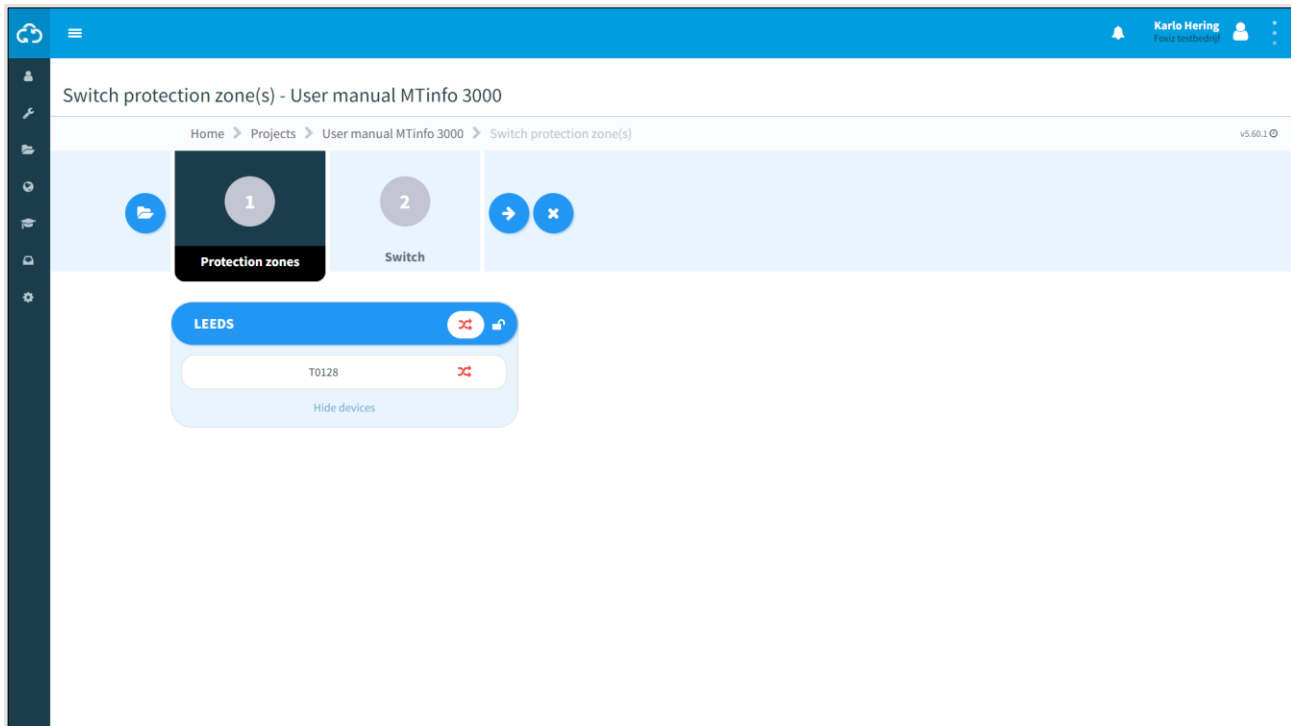 Karlo Hering
Foxiz testbedrijf
Switch protection zone(s) - User manual MTinfo 3000
Home Projects User manual MTinfo 3000 Switch protection zone(s)
v5.60.1
1
2
Protection zones
Switch
LEEDS
T0128
Hide devices